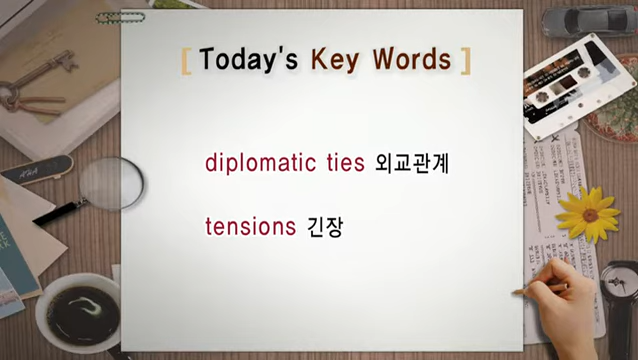 [ Today's Key Words ]
diplomatic ties 외교관계
tensions 긴장